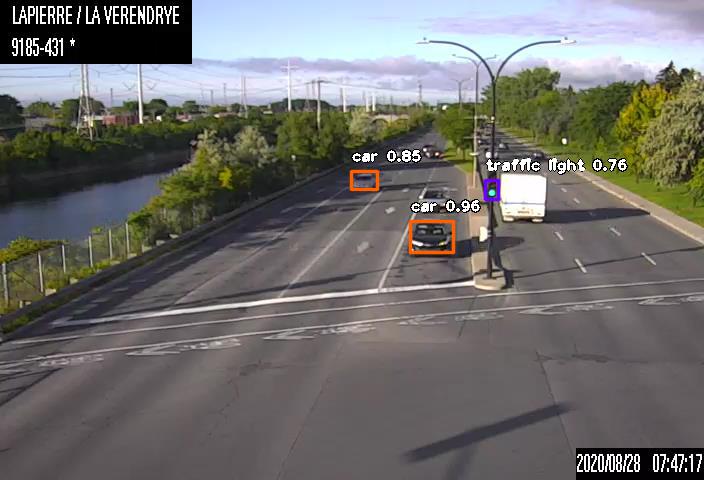 LAPIERRE / LA VERENDRYE
9185-431 *
car 0.85
traffic light 0.76
car 0.96
2020/08/28 07:47:17